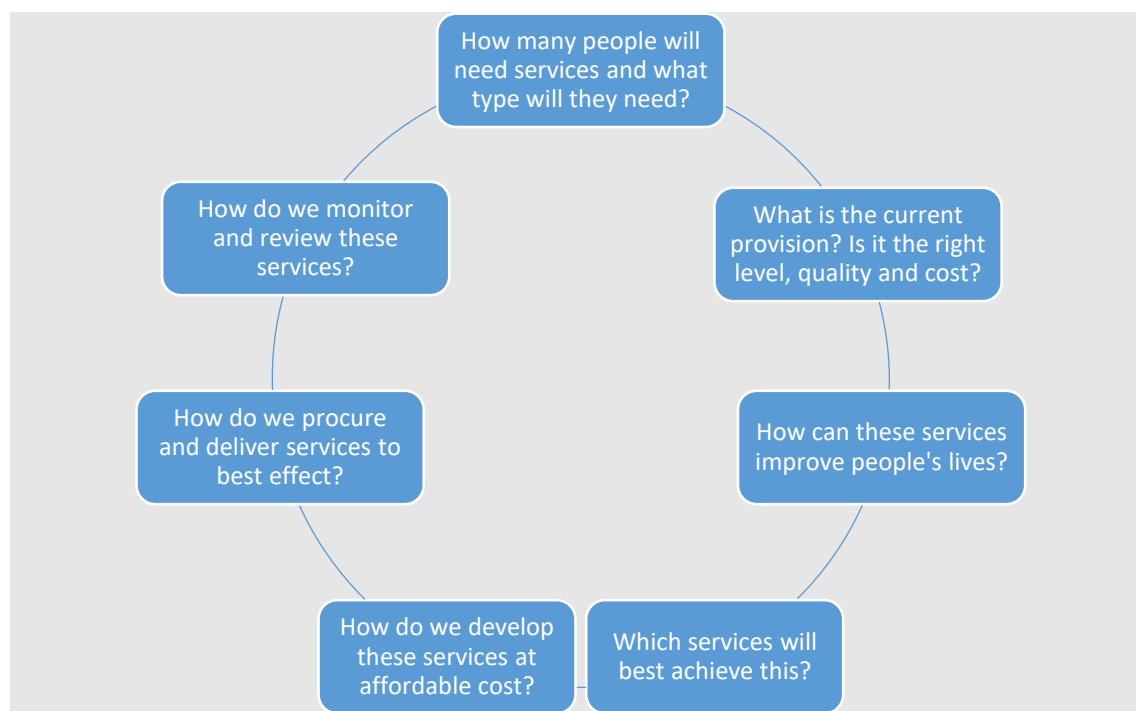 How many people will
need services and what
type will they need?
What is the current
provision? Is it the right
level, quality and cost?
How can these services
improve people's lives?
Which services will
best achieve this?
How do we develop
these services at
affordable cost?
How do we procure
and deliver services to
best effect?
How do we monitor
and review these
services?